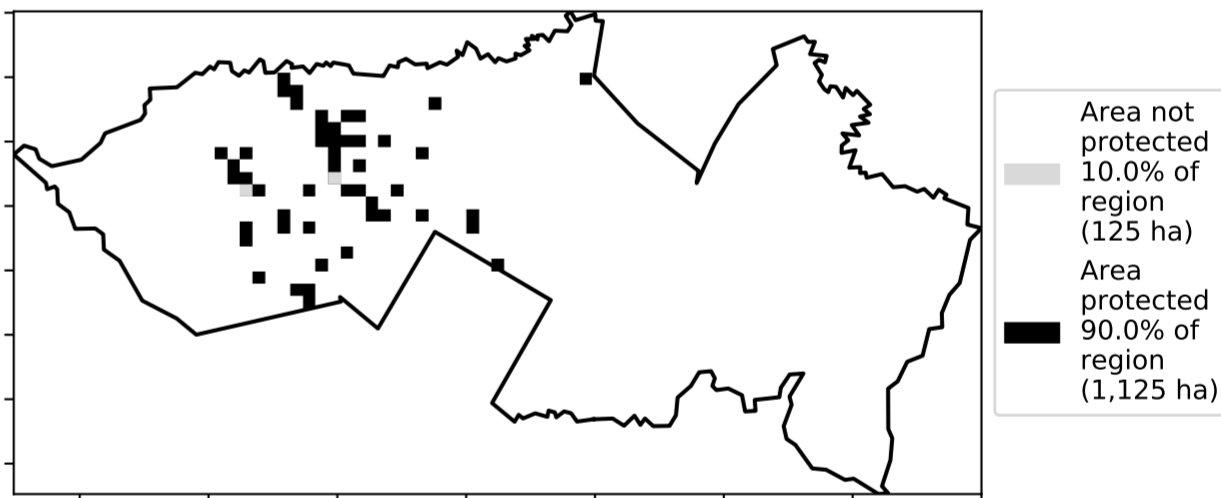 Area not
protected
10.0% of
region
(125 ha)
Area
protected
90.0% of
region
(1,125 ha)